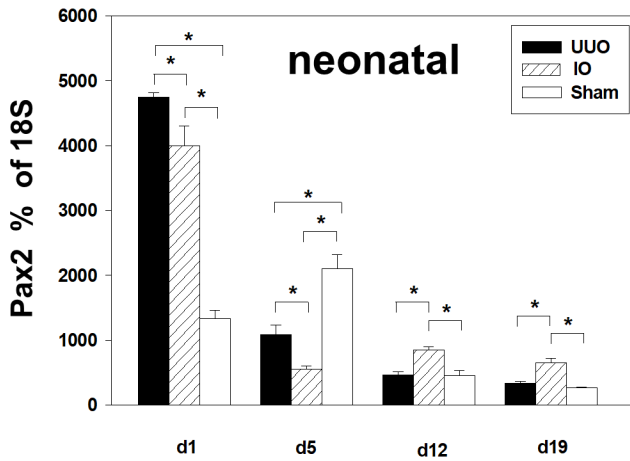 neonatal
UUO
IO
Sham
Pax2 % of 18S
6000
5000
4000
3000
2000
1000
0
*
*
*
*
*
*
*
*
*
*
d1 d5 d12 d19